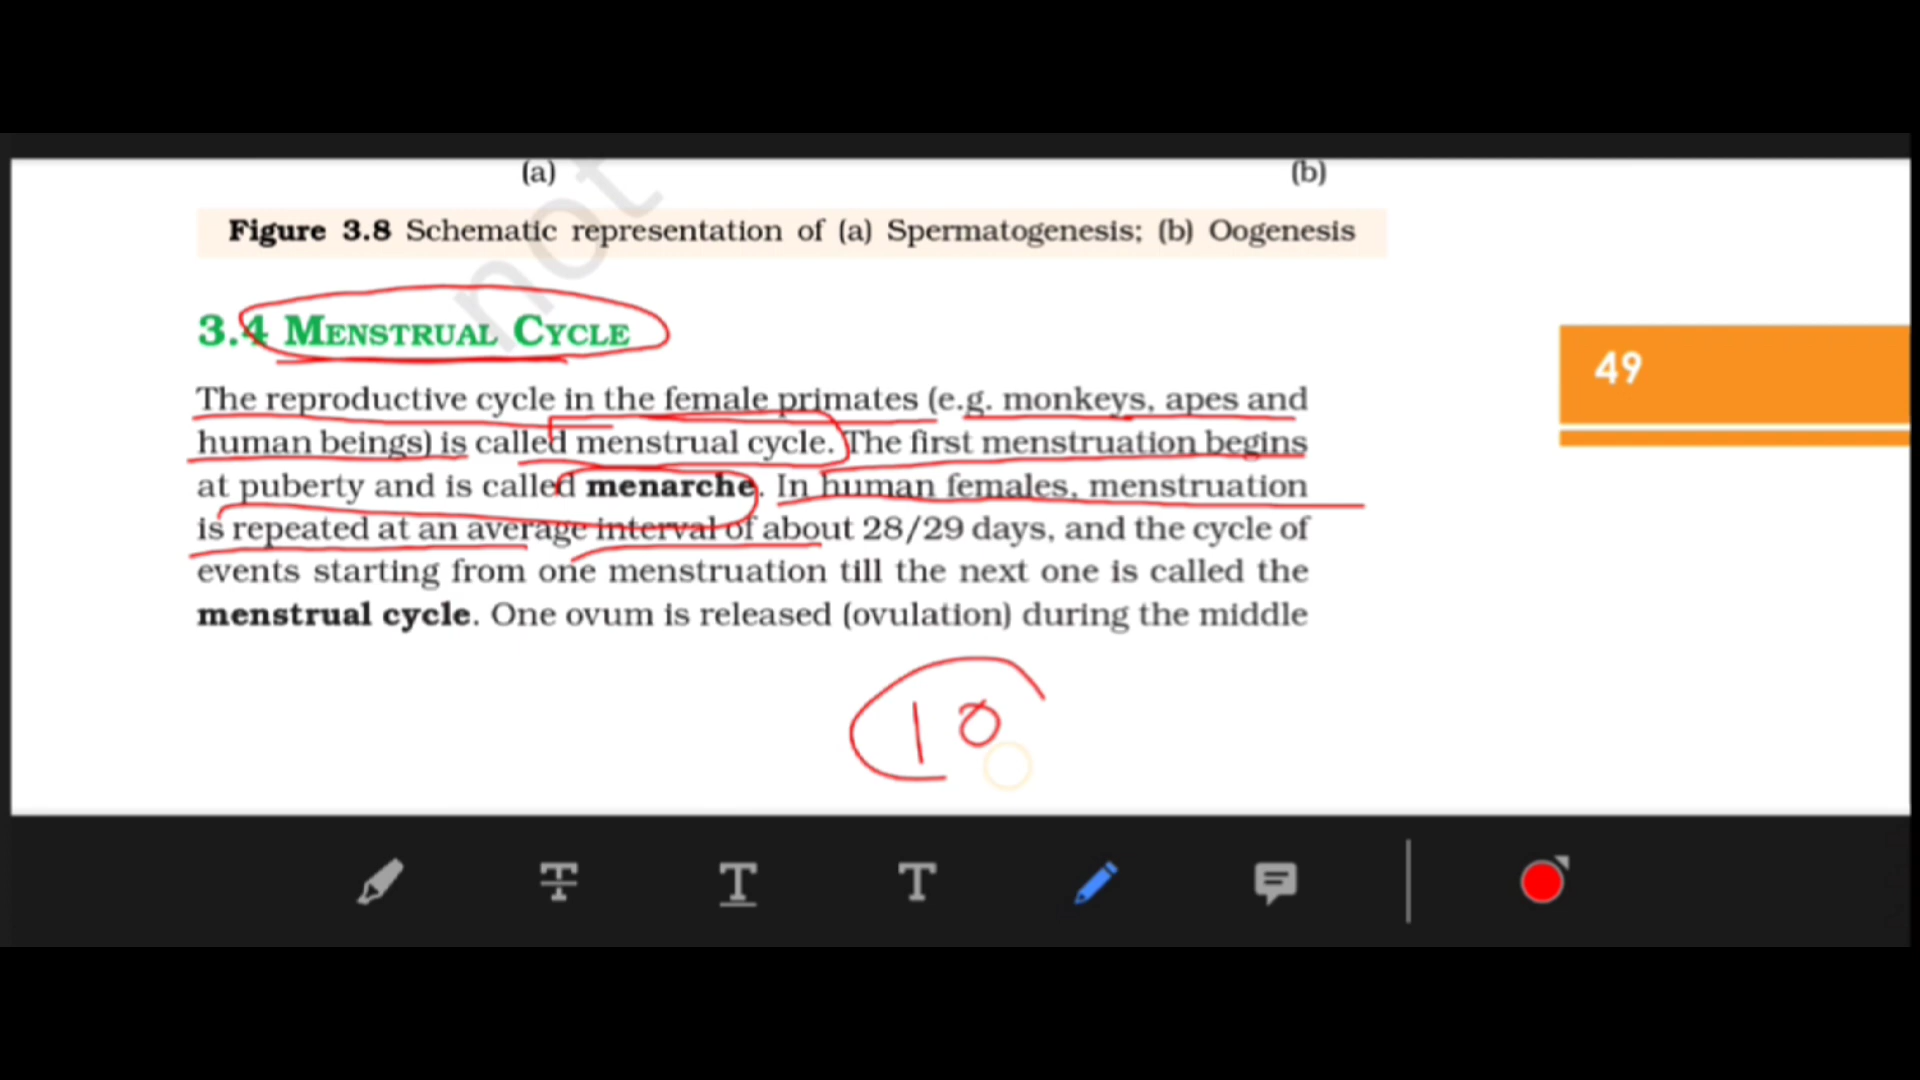 (a) (b)
not
Figure 3.8 Schematic representation of (a) Spermatogenesis; (b) Oogenesis
3.4 MENSTRUAL CYCLE
49
The reproductive cycle in the female primates (e.g. monkeys, apes and
human beings) is called menstrual cycle. The first menstruation begins
at puberty and is called menarche. In human females, menstruation
is repeated at an average interval of about 28/29 days, and the cycle of
events starting from one menstruation till the next one is called the
menstrual cycle. One ovum is released (ovulation) during the middle
10
T T T